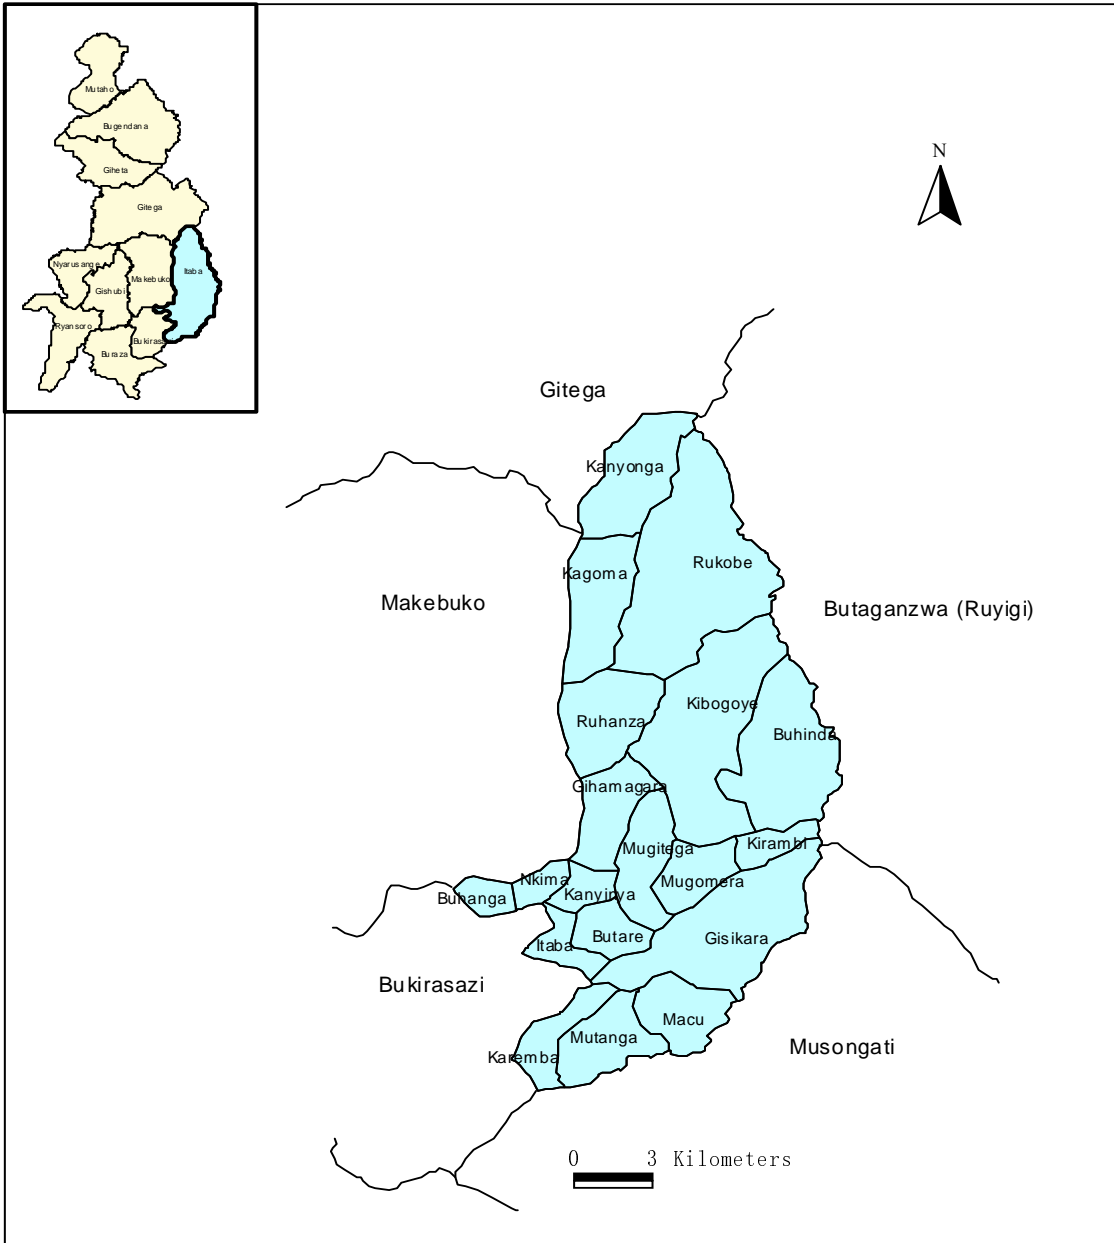 Mutaho
Bugendana
Giheta
Gitega
Nyarusange
Itaba
Makebuko
Gishubi
Ryansoro
Bukirasazi
Buraza
N
Gitega
Kanyonga
Rukobe
Kagoma
Makebuko
Butaganzwa (Ruyigi)
Kibogoye
Ruhanza
Buhinda
Gihamagara
Kirambi
Mugitega
Nkima
Mugomera
Kanyinya
Buhanga
Butare
Gisikara
Itaba
Bukirasazi
Macu
Mutanga
Musongati
Karemba
0 3 Kilometers